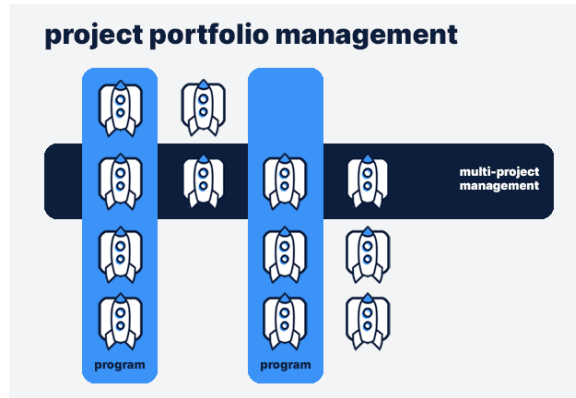 project portfolio management
multi-project
management
program
program